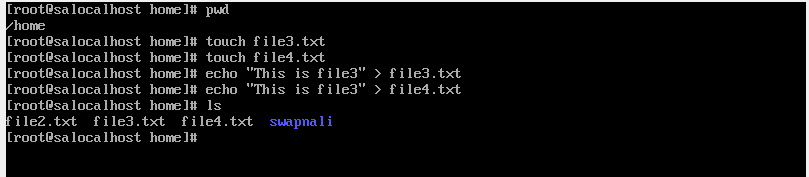 [root@salocalhost home]# pwd
/home
[root@salocalhost home]# touch file3.txt
[root@salocalhost home]# touch file4.txt
[root@salocalhost home]# echo "This is file3" > file3.txt
[root@salocalhost home]# echo "This is file3" > file4.txt
[root@salocalhost home]# ls
file2.txt  file3.txt  file4.txt  swapnali
[root@salocalhost home]#